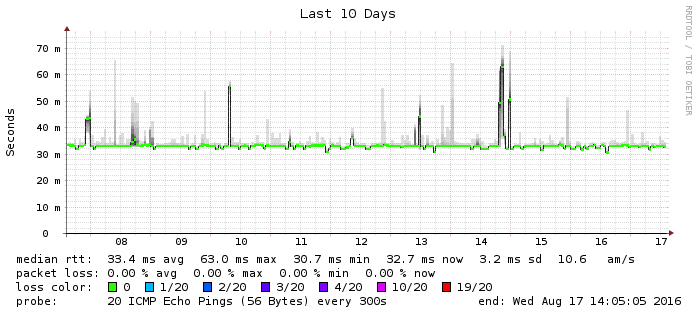 Last 10 Days
RRDTOOL / TOBI OETIKER
Seconds
70 m
60 m
50 m
40 m
30 m
20 m
10 m
0
08 09 10 11 12 13 14 15 16 17
median rtt: 33.4 ms avg 63.0 ms max 30.7 ms min 32.7 ms now 3.2 ms sd 10.6 am/s
packet loss: 0.00 % avg 0.00 % max 0.00 % min 0.00 % now
loss color: 0 1/20 2/20 3/20 4/20 10/20 19/20
probe: 20 ICMP Echo Pings (56 Bytes) every 300s end: Wed Aug 17 14:05:05 2016